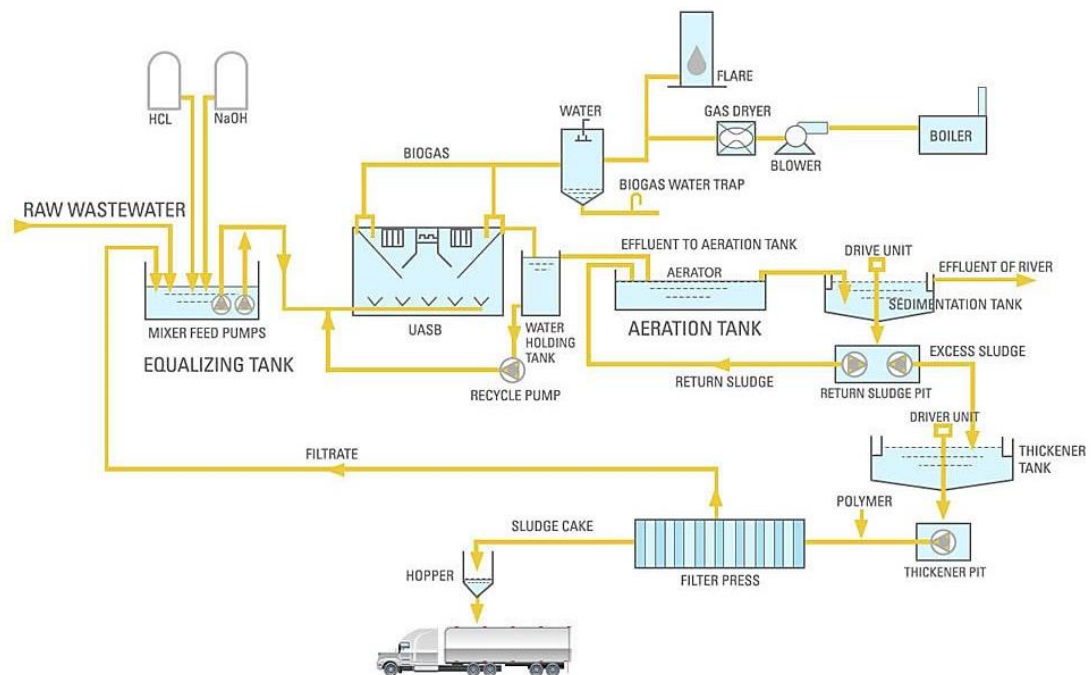 FLARE
HCL
NaOH
WATER
GAS DRYER
BOILER
BLOWER
BIOGAS
BIOGAS WATER TRAP
RAW WASTEWATER
EFFLUENT TO AERATION TANK
DRIVE UNIT
EFFLUENT OF RIVER
AERATOR
SEDIMENTATION TANK
MIXER FEED PUMPS
UASB
WATER
HOLDING
TANK
AERATION TANK
EQUALIZING TANK
RECYCLE PUMP
RETURN SLUDGE
EXCESS SLUDGE
RETURN SLUDGE PIT
DRIVER UNIT
FILTRATE
THICKENER
TANK
POLYMER
SLUDGE CAKE
HOPPER
FILTER PRESS
THICKENER PIT